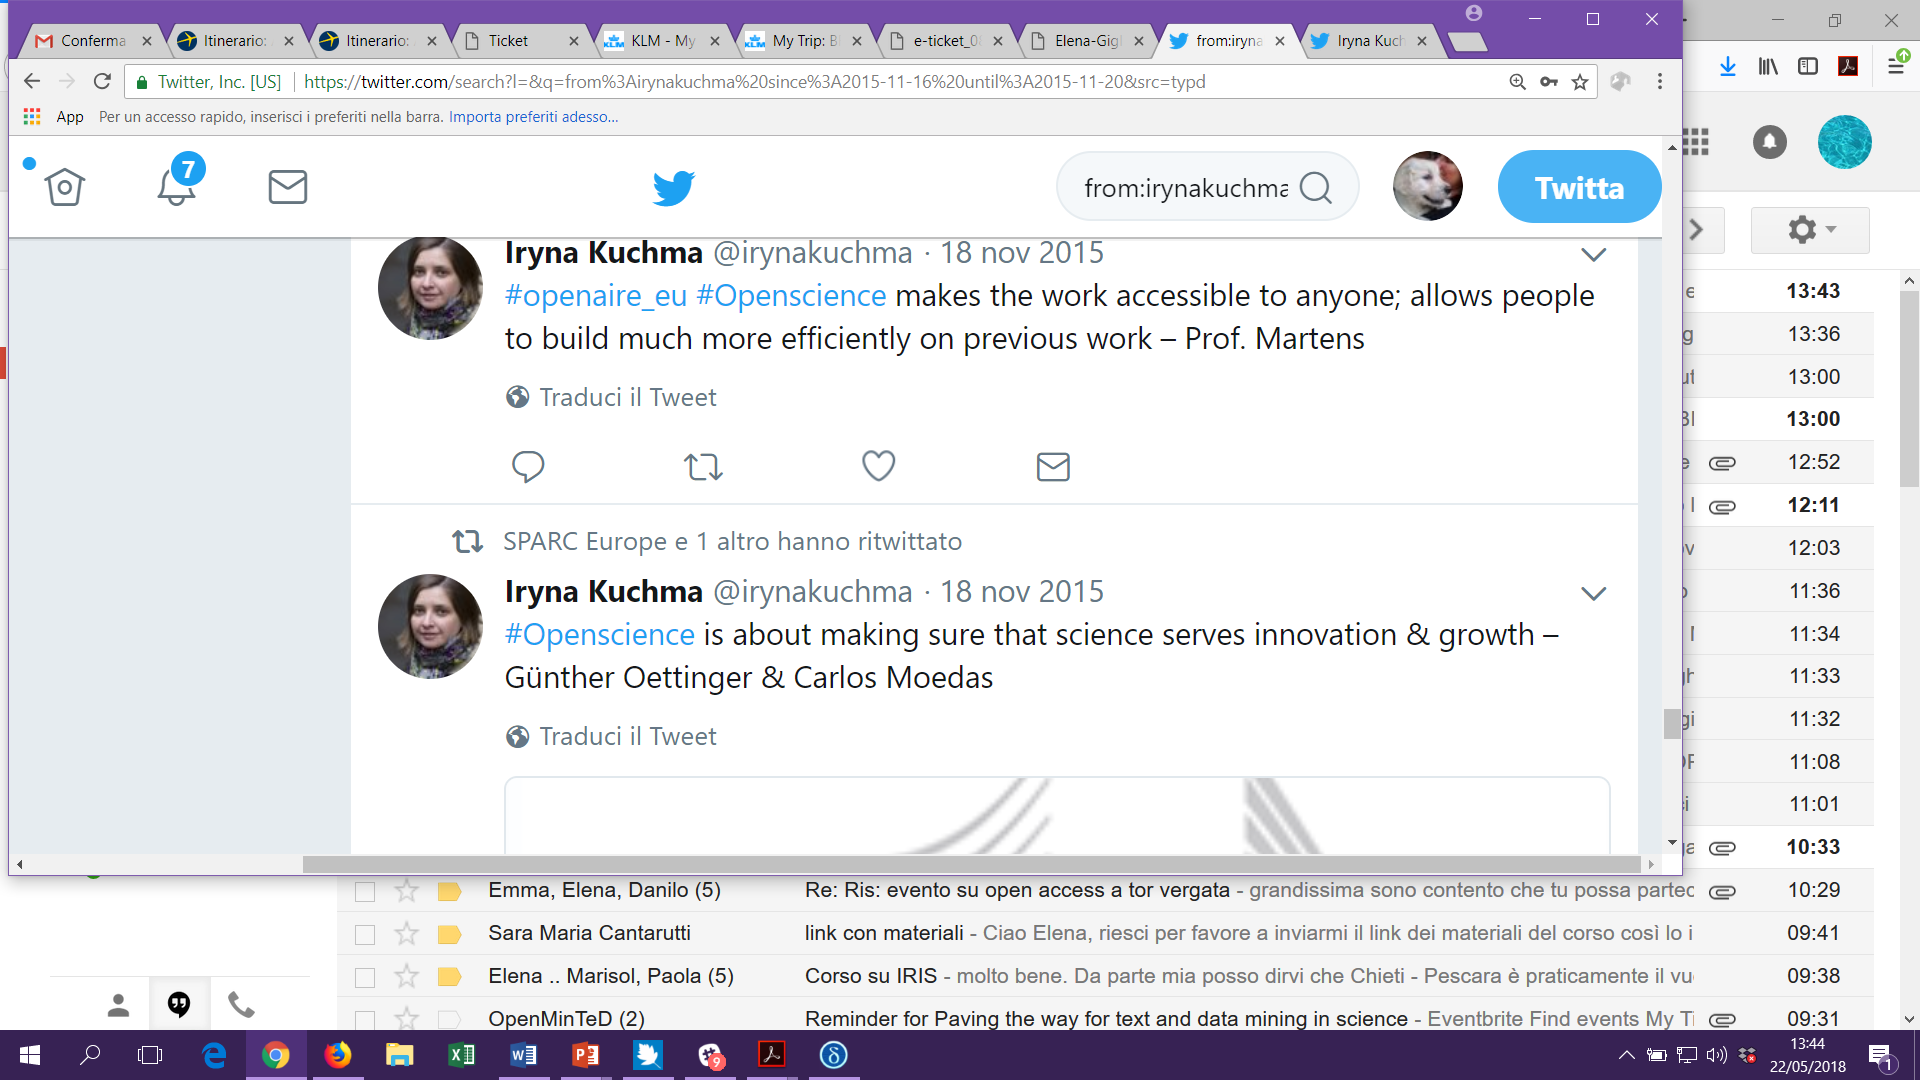 Conferma
Itinerario:
Itinerario:
Ticket
KLM - My
My Trip: B
e-ticket_0
Elena-Gigl
from:iryna
Iryna Kuch
Twitter, Inc. [US]
https://twitter.com/search?l=&q=from%3Airynakuchma%20since%3A2015-11-16%20until%3A2015-11-20&src=typd
App
Per un accesso rapido, inserisci i preferiti nella barra. Importa preferiti adesso...
7
from:irynakuchma
Twitta
Iryna Kuchma @irynakuchma · 18 nov 2015
#openaire_eu #Openscience makes the work accessible to anyone; allows people
to build much more efficiently on previous work – Prof. Martens
Traduci il Tweet
SPARC Europe e 1 altro hanno ritwittato
Iryna Kuchma @irynakuchma · 18 nov 2015
#Openscience is about making sure that science serves innovation & growth –
Günther Oettinger & Carlos Moedas
Traduci il Tweet
13:43
13:36
13:00
13:00
12:52
12:11
12:03
11:36
11:34
11:33
11:32
11:08
11:01
10:33
Emma, Elena, Danilo (5) Re: Ris: evento su open access a tor vergata - grandissima sono contento che tu possa partec 10:29
Sara Maria Cantarutti link con materiali - Ciao Elena, riesci per favore a inviarmi il link dei materiali del corso così lo i 09:41
Elena .. Marisol, Paola (5) Corso su IRIS - molto bene. Da parte mia posso dirvi che Chieti - Pescara è praticamente il vu 09:38
OpenMinTeD (2) Reminder for Paving the way for text and data mining in science - Eventbrite Find events My Ti 09:31
9
13:44
22/05/2018
1